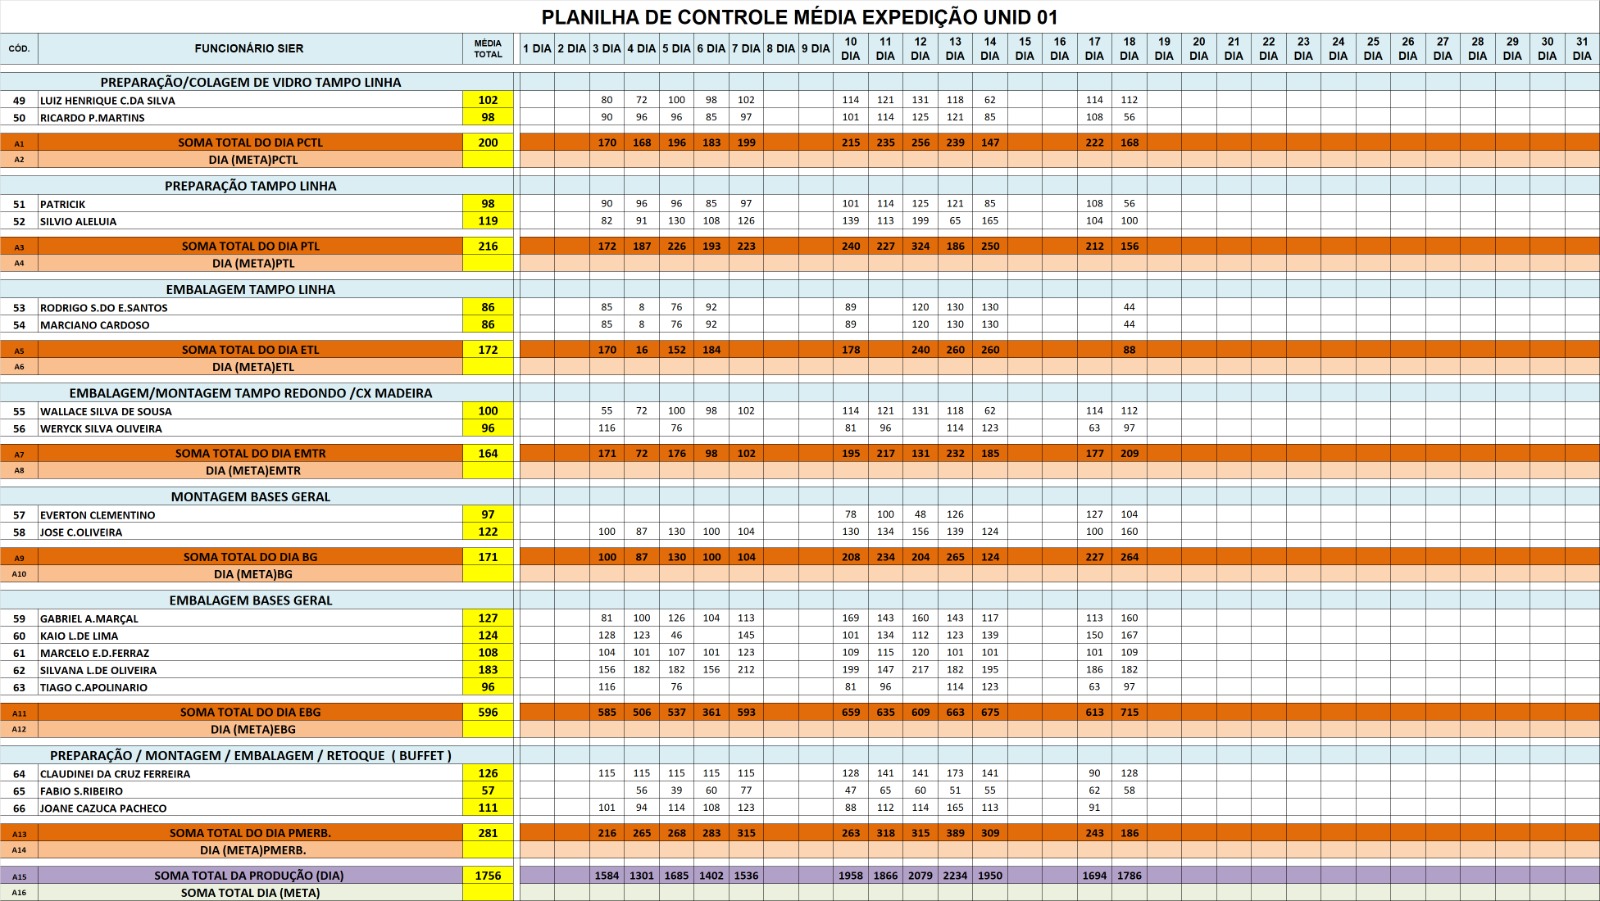 PLANILHA DE CONTROLE MÉDIA EXPEDIÇÃO UNID 01
CÓD. FUNCIONÁRIO SIER MÉDIA TOTAL 1 DIA 2 DIA 3 DIA 4 DIA 5 DIA 6 DIA 7 DIA 8 DIA 9 DIA 10 DIA 11 DIA 12 DIA 13 DIA 14 DIA 15 DIA 16 DIA 17 DIA 18 DIA 19 DIA 20 DIA 21 DIA 22 DIA 23 DIA 24 DIA 25 DIA 26 DIA 27 DIA 28 DIA 29 DIA 30 DIA 31 DIA
PREPARAÇÃO/COLAGEM DE VIDRO TAMPO LINHA
49 LUIZ HENRIQUE C.DA SILVA 102 80 72 100 98 102 114 121 131 118 62 114 112
50 RICARDO P.MARTINS 98 90 96 96 85 97 101 114 125 121 85 108 56
A1 SOMA TOTAL DO DIA PCTL 200 170 168 196 183 199 215 235 256 239 147 222 168
A2 DIA (META)PCTL
PREPARAÇÃO TAMPO LINHA
51 PATRICIK 98 90 96 96 85 97 101 114 125 121 85 108 56
52 SILVIO ALELUIA 119 82 91 130 108 126 139 113 199 65 165 104 100
A3 SOMA TOTAL DO DIA PTL 216 172 187 226 193 223 240 227 324 186 250 212 156
A4 DIA (META)PTL
EMBALAGEM TAMPO LINHA
53 RODRIGO S.DO E.SANTOS 86 85 8 76 92 89 120 130 130 44
54 MARCIANO CARDOSO 86 85 8 76 92 89 120 130 130 44
A5 SOMA TOTAL DO DIA ETL 172 170 16 152 184 178 240 260 260 88
A6 DIA (META)ETL
EMBALAGEM/MONTAGEM TAMPO REDONDO /CX MADEIRA
55 WALLACE SILVA DE SOUSA 100 55 72 100 98 102 114 121 131 118 62 114 112
56 WERYCK SILVA OLIVEIRA 96 116 76 81 96 114 123 63 97
A7 SOMA TOTAL DO DIA EMTR 164 171 72 176 98 102 195 217 131 232 185 177 209
A8 DIA (META)EMTR
MONTAGEM BASES GERAL
57 EVERTON CLEMENTINO 97 78 100 48 126 127 104
58 JOSE C.OLIVEIRA 122 100 87 130 100 104 130 134 156 139 124 100 160
A9 SOMA TOTAL DO DIA BG 171 100 87 130 100 104 208 234 204 265 124 227 264
A10 DIA (META)BG
EMBALAGEM BASES GERAL
59 GABRIEL A.MARÇAL 127 81 100 126 104 113 169 143 160 143 117 113 160
60 KAIO L.DE LIMA 124 128 123 46 145 101 134 112 123 139 150 167
61 MARCELO E.D.FERRAZ 108 104 101 107 101 123 109 115 120 101 101 101 109
62 SILVANA L.DE OLIVEIRA 183 156 182 182 156 212 199 147 217 182 195 186 182
63 TIAGO C.APOLINARIO 96 116 76 81 96 114 123 63 97
A11 SOMA TOTAL DO DIA EBG 596 585 506 537 361 593 659 635 609 663 675 613 715
A12 DIA (META)EBG
PREPARAÇÃO / MONTAGEM / EMBALAGEM / RETOQUE ( BUFFET )
64 CLAUDINEI DA CRUZ FERREIRA 126 115 115 115 115 115 128 141 141 173 141 90 128
65 FABIO S.RIBEIRO 57 56 39 60 77 47 65 60 51 55 62 58
66 JOANE CAZUCA PACHECO 111 101 94 114 108 123 88 112 114 165 113 91
A13 SOMA TOTAL DO DIA PMERB. 281 216 265 268 283 315 263 318 315 389 309 243 186
A14 DIA (META)PMERB.
A15 SOMA TOTAL DA PRODUÇÃO (DIA) 1756 1584 1301 1685 1402 1536 1958 1866 2079 2234 1950 1694 1786
A16 SOMA TOTAL DIA (META)